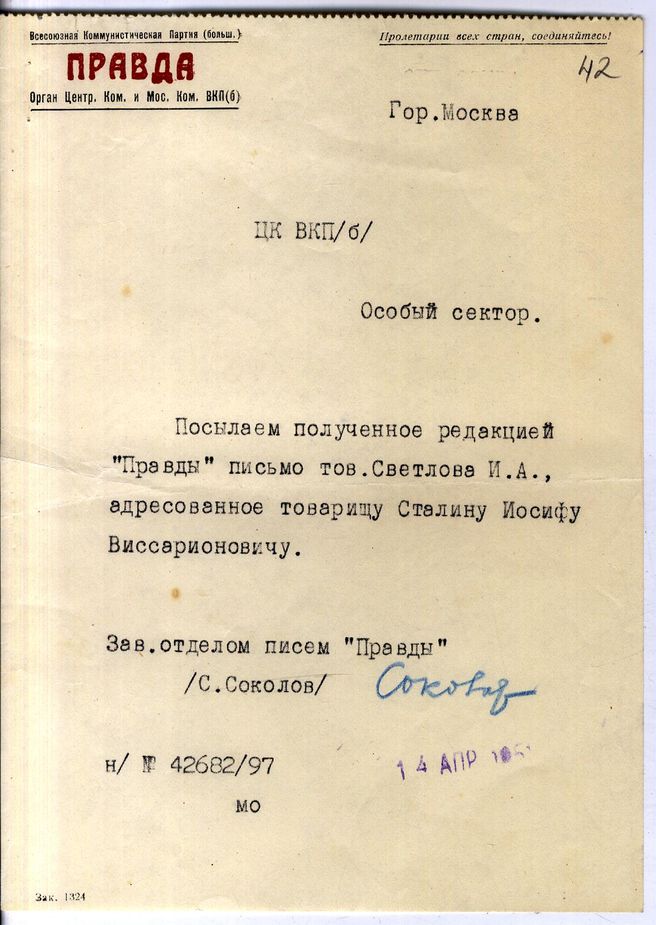 Всесоюзная Коммунистическая Партия (больш.)
ПРАВДА
Орган Центр. Ком. и Мос. Ком. ВКП(б)
Пролетарии всех стран, соединяйтесь!
42
Гор.Москва
ЦК ВКП/б/
Особый сектор.
Посылаем полученное редакцией
"Правды" письмо тов.Светлова И.А.,
адресованное товарищу Сталину Иосифу
Виссарионовичу.
Зав.отделом писем "Правды"
/С.Соколов/
Соколов
н/ № 42682/97
14 АПР
мо
Зак. 1324